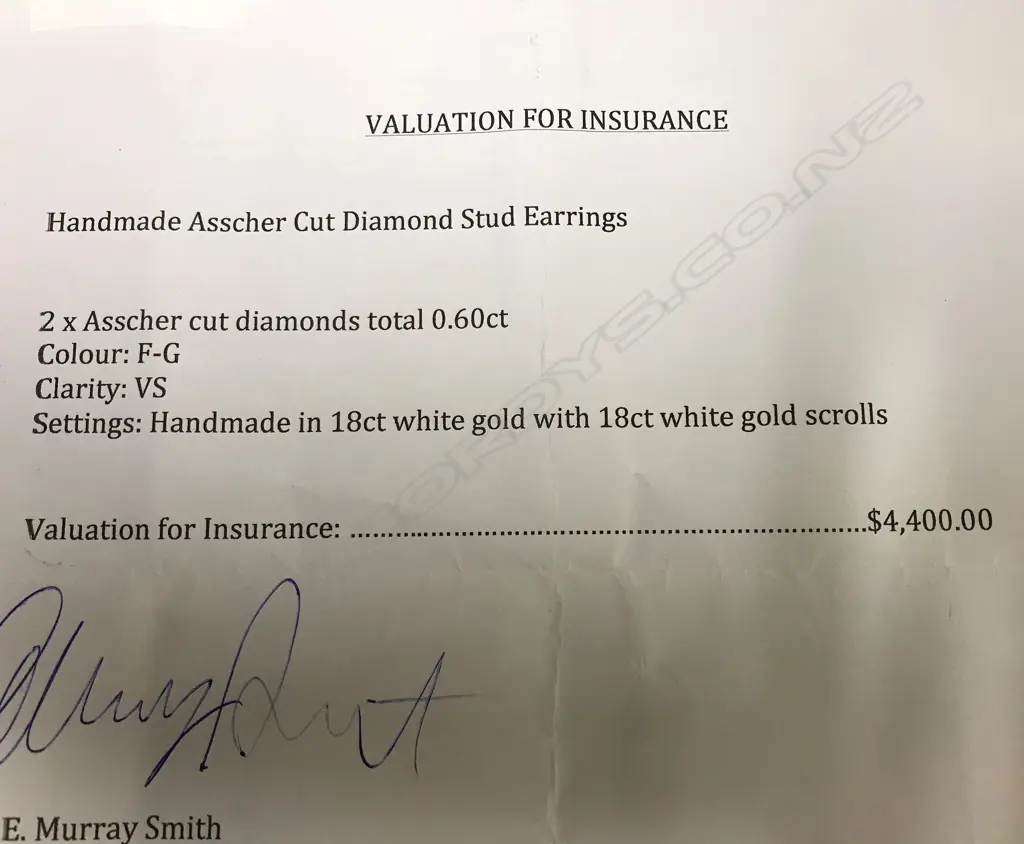 VALUATION FOR INSURANCE
Handmade Asscher Cut Diamond Stud Earrings
2 x Asscher cut diamonds total 0.60ct
Colour: F-G
Clarity: VS
Settings: Handmade in 18ct white gold with 18ct white gold scrolls
Valuation for Insurance: ..................................................................................$4,400.00
E. Murray Smith